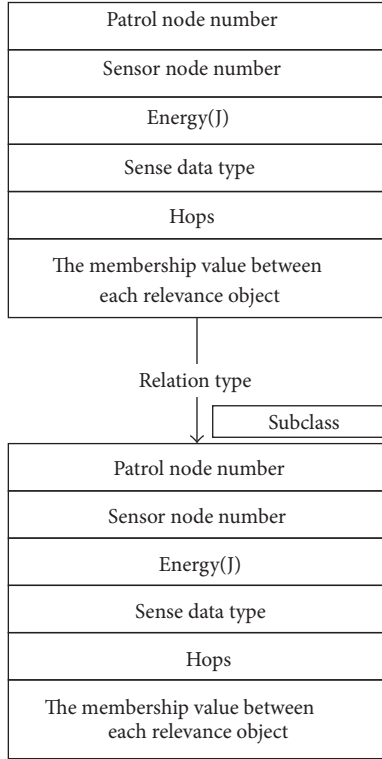 Patrol node number
Sensor node number
Energy(J)
Sense data type
Hops
The membership value between
each relevance object
Relation type
Subclass
Patrol node number
Sensor node number
Energy(J)
Sense data type
Hops
The membership value between
each relevance object